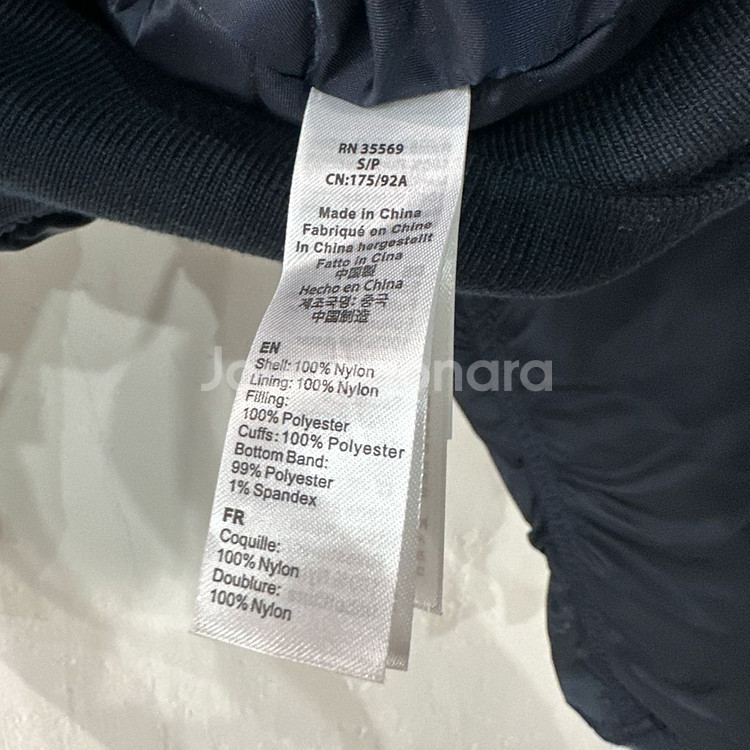 RN 35569
S/P
CN:175/92A
Made in China
Fabriqué en Chine
In China hergestellt
Fatto in Cina
中国製
Hecho en China
제조국명: 중국
中国制造
EN
Shell: 100% Nylon
Lining: 100% Nylon
Filling:
100% Polyester
Cuffs: 100% Polyester
Bottom Band:
99% Polyester
1% Spandex
FR
Coquille:
100% Nylon
Doublure:
100% Nylon